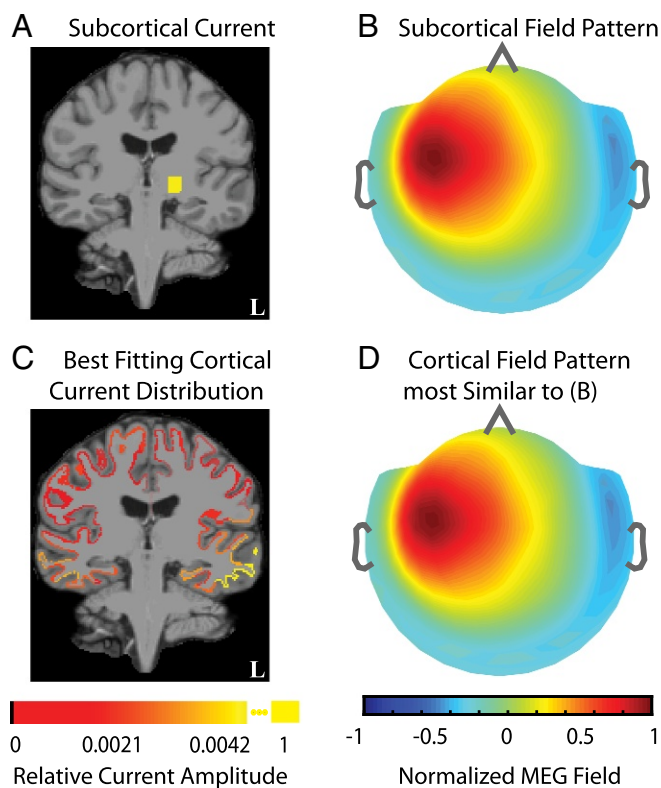 A Subcortical Current
B Subcortical Field Pattern
L
C Best Fitting Cortical
Current Distribution
D Cortical Field Pattern
most Similar to (B)
L
0 0.0021 0.0042 1
Relative Current Amplitude
-1 -0.5 0 0.5 1
Normalized MEG Field